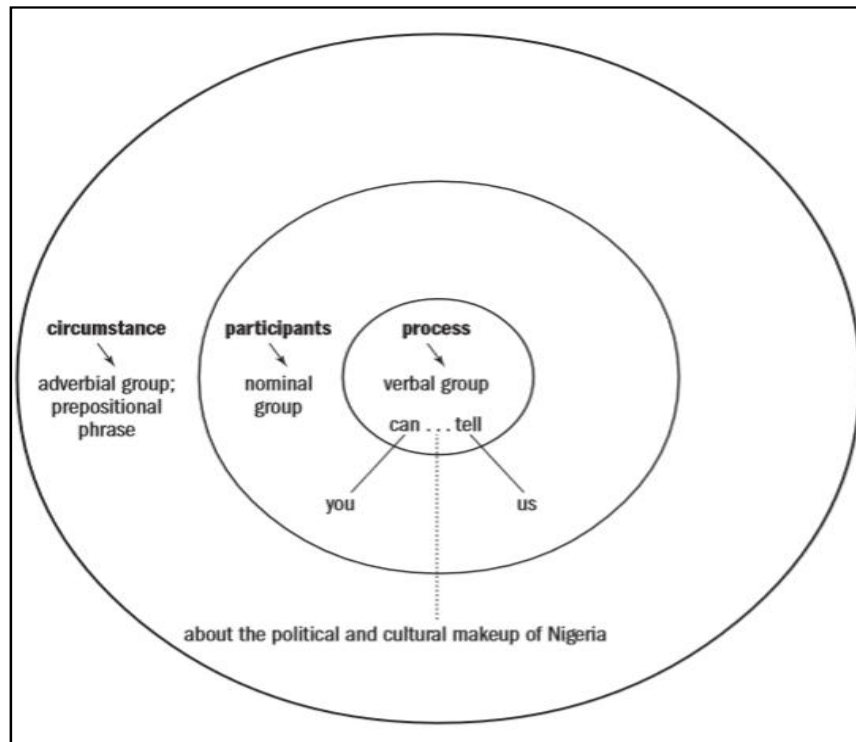 circumstance
adverbial group;
prepositional
phrase
participants
nominal
group
process
verbal group
can . . . tell
you
us
about the political and cultural makeup of Nigeria